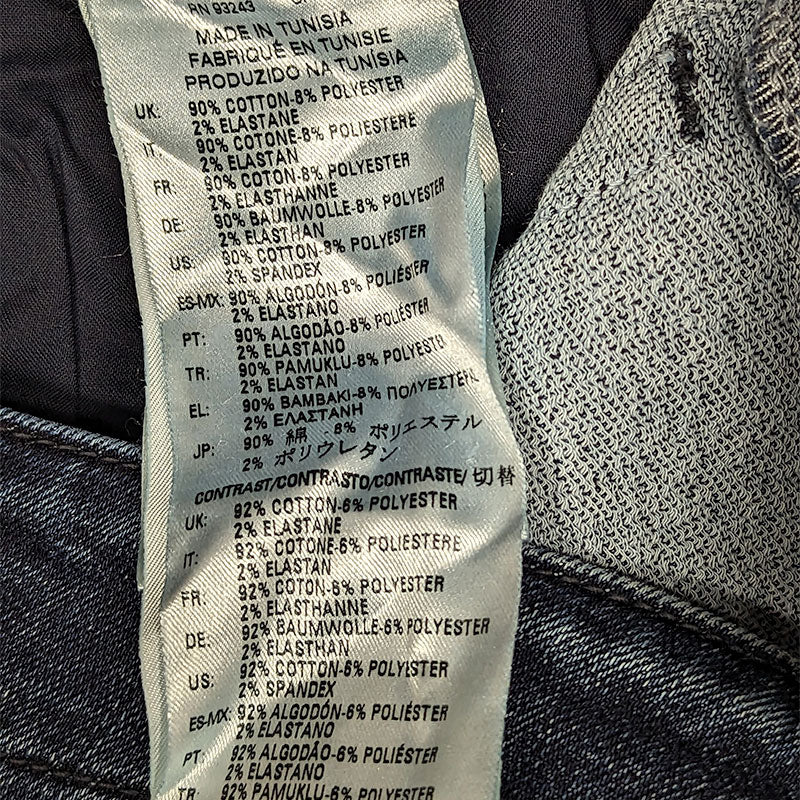 RN 93243
MADE IN TUNISIA
FABRIQUÉ EN TUNISIE
PRODUZIDO NA TUNÍSIA
UK: 90% COTTON-8% POLYESTER
2% ELASTANE
IT: 90% COTONE-8% POLIESTERE
2% ELASTAN
FR: 90% COTON-8% POLYESTER
2% ELASTHANNE
DE: 90% BAUMWOLLE-8% POLYESTER
2% ELASTHAN
US: 90% COTTON-8% POLYESTER
2% SPANDEX
ES-MX: 90% ALGODÓN-8% POLIÉSTER
2% ELASTANO
PT: 90% ALGODÃO-8% POLIÉSTER
2% ELASTANO
TR: 90% PAMUKLU-8% POLYESTER
2% ELASTAN
EL: 90% ΒΑΜΒΑΚΙ-8% ΠΟΛΥΕΣΤΕΡΑ
2% ΕΛΑΣΤΑΝΗ
JP: 90% 綿 8% ポリエステル
2% ポリウレタン
CONTRAST/CONTRASTO/CONTRASTE/ 切替
UK: 92% COTTON-6% POLYESTER
2% ELASTANE
IT: 92% COTONE-6% POLIESTERE
2% ELASTAN
FR: 92% COTON-6% POLYESTER
2% ELASTHANNE
DE: 92% BAUMWOLLE-6% POLYESTER
2% ELASTHAN
US: 92% COTTON-6% POLYESTER
2% SPANDEX
ES-MX: 92% ALGODÓN-6% POLIÉSTER
2% ELASTANO
PT: 92% ALGODÃO-6% POLIÉSTER
2% ELASTANO
TR: 92% PAMUKLU-6% POLYESTER